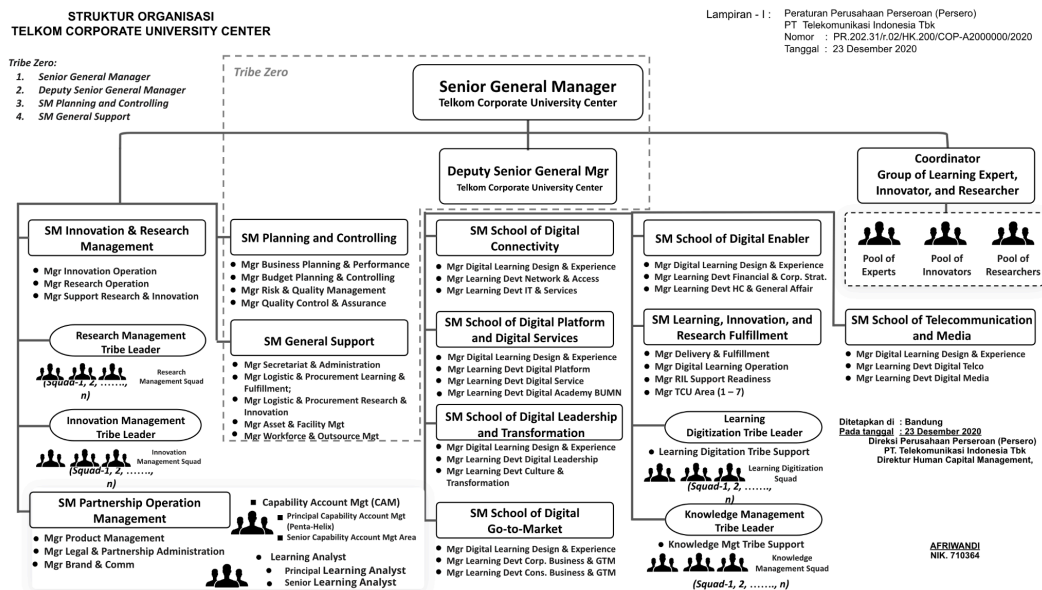 STRUKTUR ORGANISASI
TELKOM CORPORATE UNIVERSITY CENTER
Lampiran - I :
Peraturan Perusahaan Perseroan (Persero)
PT Telekomunikasi Indonesia Tbk
Nomor : PR.202.31/r.02/HK.200/COP-A2000000/2020
Tanggal : 23 Desember 2020
Tribe Zero:
1. Senior General Manager
2. Deputy Senior General Manager
3. SM Planning and Controlling
4. SM General Support
Tribe Zero
Senior General Manager
Telkom Corporate University Center
Deputy Senior General Mgr
Telkom Corporate University Center
Coordinator
Group of Learning Expert,
Innovator, and Researcher
Pool of
Experts
Pool of
Innovators
Pool of
Researchers
SM Innovation & Research
Management
● Mgr Innovation Operation
● Mgr Research Operation
● Mgr Support Research & Innovation
Research Management
Tribe Leader
Research
Management Squad
(Squad-1, 2, …….,
n)
Innovation Management
Tribe Leader
Innovation
Management Squad
(Squad-1, 2, …….,
n)
SM Partnership Operation
Management
● Mgr Product Management
● Mgr Legal & Partnership Administration
● Mgr Brand & Comm
■ Capability Account Mgt (CAM)
■ Principal Capability Account Mgt
(Penta-Helix)
■ Senior Capability Account Mgt Area
● Learning Analyst
● Principal Learning Analyst
● Senior Learning Analyst
SM Planning and Controlling
● Mgr Business Planning & Performance
● Mgr Budget Planning & Controlling
● Mgr Risk & Quality Management
● Mgr Quality Control & Assurance
SM General Support
● Mgr Secretariat & Administration
● Mgr Logistic & Procurement Learning &
Fulfillment;
● Mgr Logistic & Procurement Research &
Innovation
● Mgr Asset & Facility Mgt
● Mgr Workforce & Outsource Mgt
SM School of Digital
Connectivity
● Mgr Digital Learning Design & Experience
● Mgr Learning Devt Network & Access
● Mgr Learning Devt IT & Services
SM School of Digital Platform
and Digital Services
● Mgr Digital Learning Design & Experience
● Mgr Learning Devt Digital Platform
● Mgr Learning Devt Digital Service
● Mgr Learning Devt Digital Academy BUMN
SM School of Digital Leadership
and Transformation
● Mgr Digital Learning Design & Experience
● Mgr Learning Devt Digital Leadership
● Mgr Learning Devt Culture &
Transformation
SM School of Digital
Go-to-Market
● Mgr Digital Learning Design & Experience
● Mgr Learning Devt Corp. Business & GTM
● Mgr Learning Devt Cons. Business & GTM
SM School of Digital Enabler
● Mgr Digital Learning Design & Experience
● Mgr Learning Devt Financial & Corp. Strat.
● Mgr Learning Devt HC & General Affair
SM Learning, Innovation, and
Research Fulfillment
● Mgr Delivery & Fulfillment
● Mgr Digital Learning Operation
● Mgr RIL Support Readiness
● Mgr TCU Area (1 – 7)
Learning
Digitization Tribe Leader
● Learning Digitation Tribe Support
Learning Digitization
Squad
(Squad-1, 2, …….,
n)
Knowledge Management
Tribe Leader
● Knowledge Mgt Tribe Support
Knowledge
Management Squad
(Squad-1, 2, ……., n)
SM School of Telecommunication
and Media
● Mgr Digital Learning Design & Experience
● Mgr Learning Devt Digital Telco
● Mgr Learning Devt Digital Media
Ditetapkan di : Bandung
Pada tanggal : 23 Desember 2020
Direksi Perusahaan Perseroan (Persero)
PT. Telekomunikasi Indonesia Tbk
Direktur Human Capital Management,
AFRIWANDI
NIK. 710364